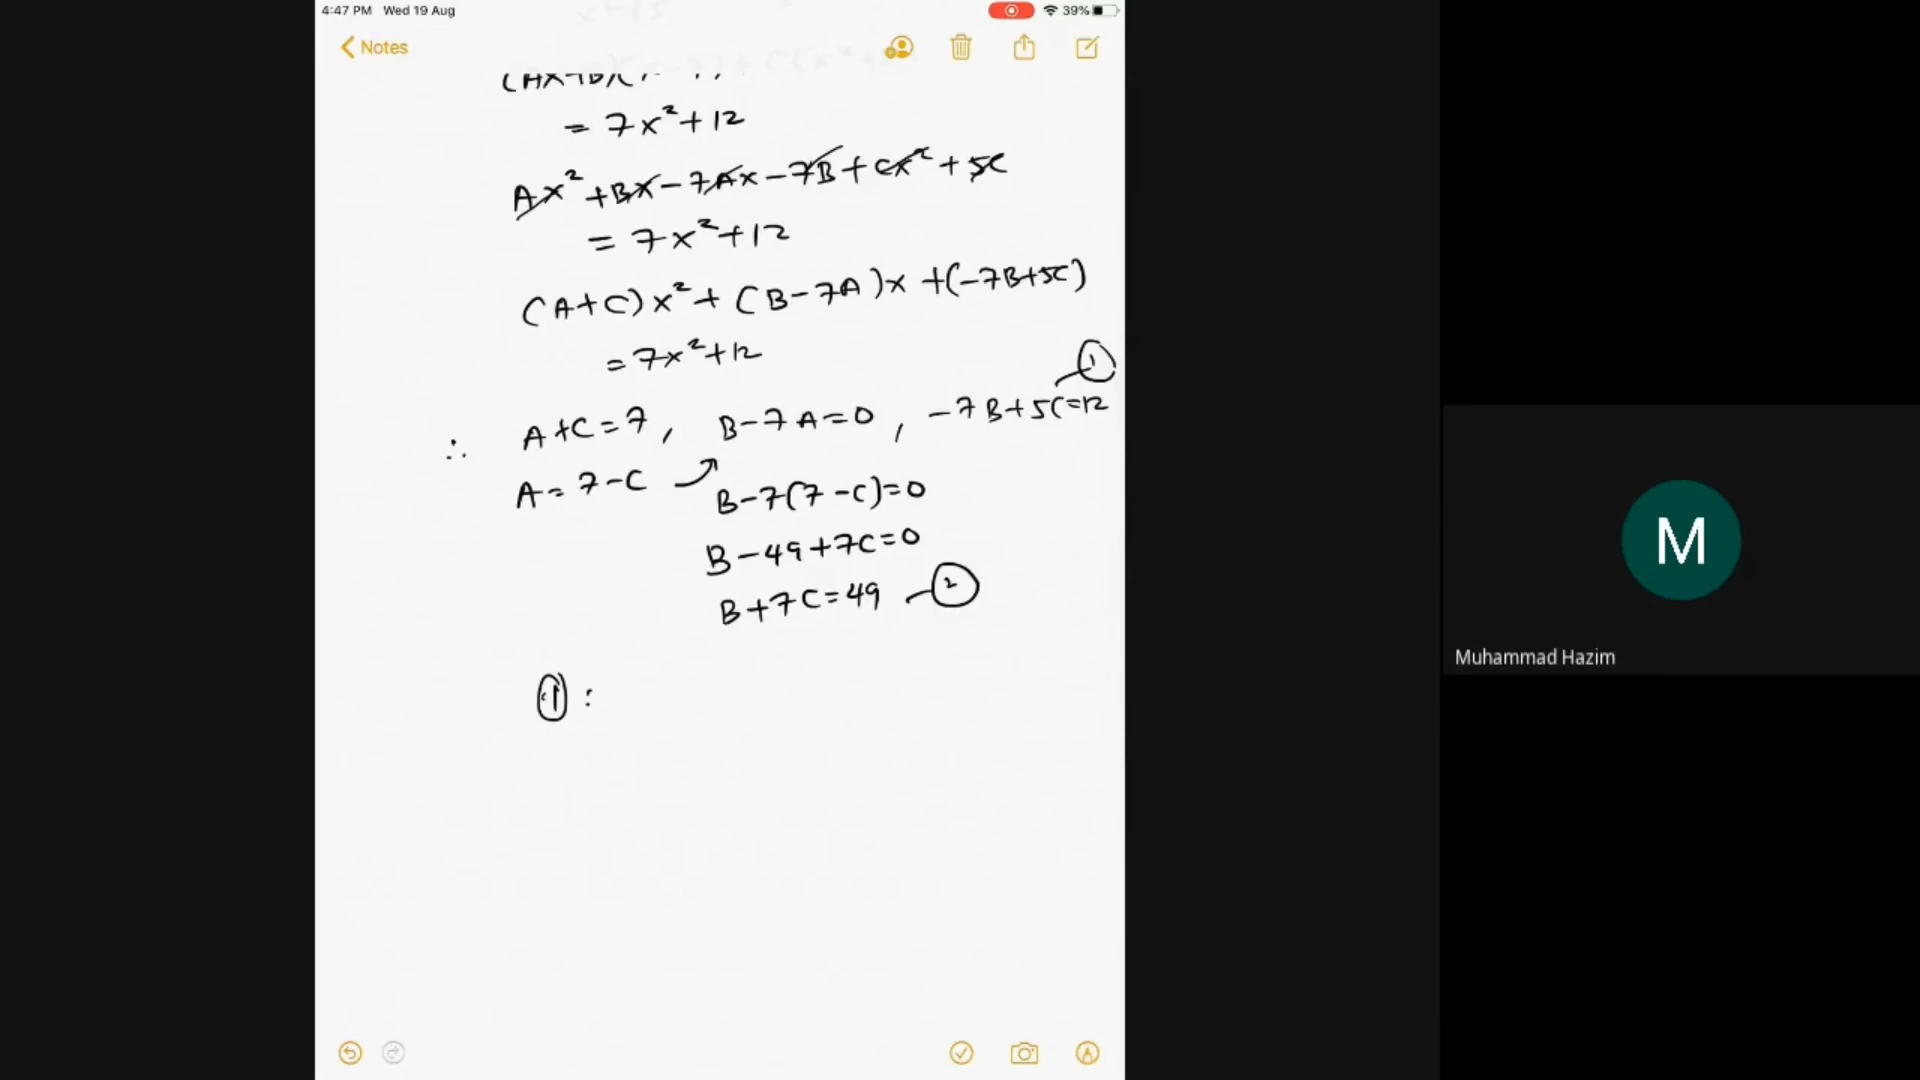 4:47 PM Wed 19 Aug
39%
Notes
= 7x² + 12
Ax² + Bx - 7Ax - 7B + Cx² + 5C
= 7x² + 12
(A+C)x² + (B-7A)x + (-7B+5C)
= 7x² + 12
①
∴ A+C=7, B-7A=0, -7B+5C=12
A=7-C
B-7(7-C)=0
B-49+7C=0
B+7C=49 — ②
① :
M
Muhammad Hazim